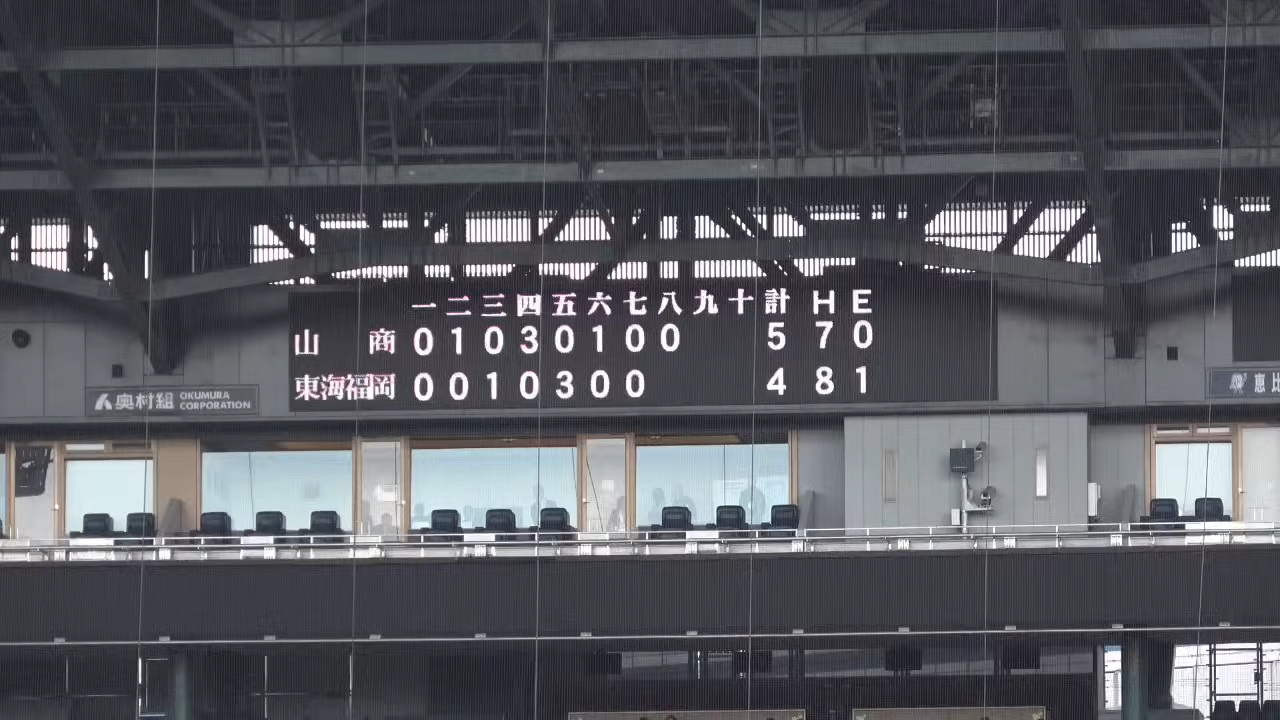 一 二 三 四 五 六 七 八 九 十 計 H E
山 商 0 1 0 3 0 1 0 0 5 7 0
東海福岡 0 0 1 0 3 0 0 4 8 1
奥村組 OKUMURA CORPORATION
恵比